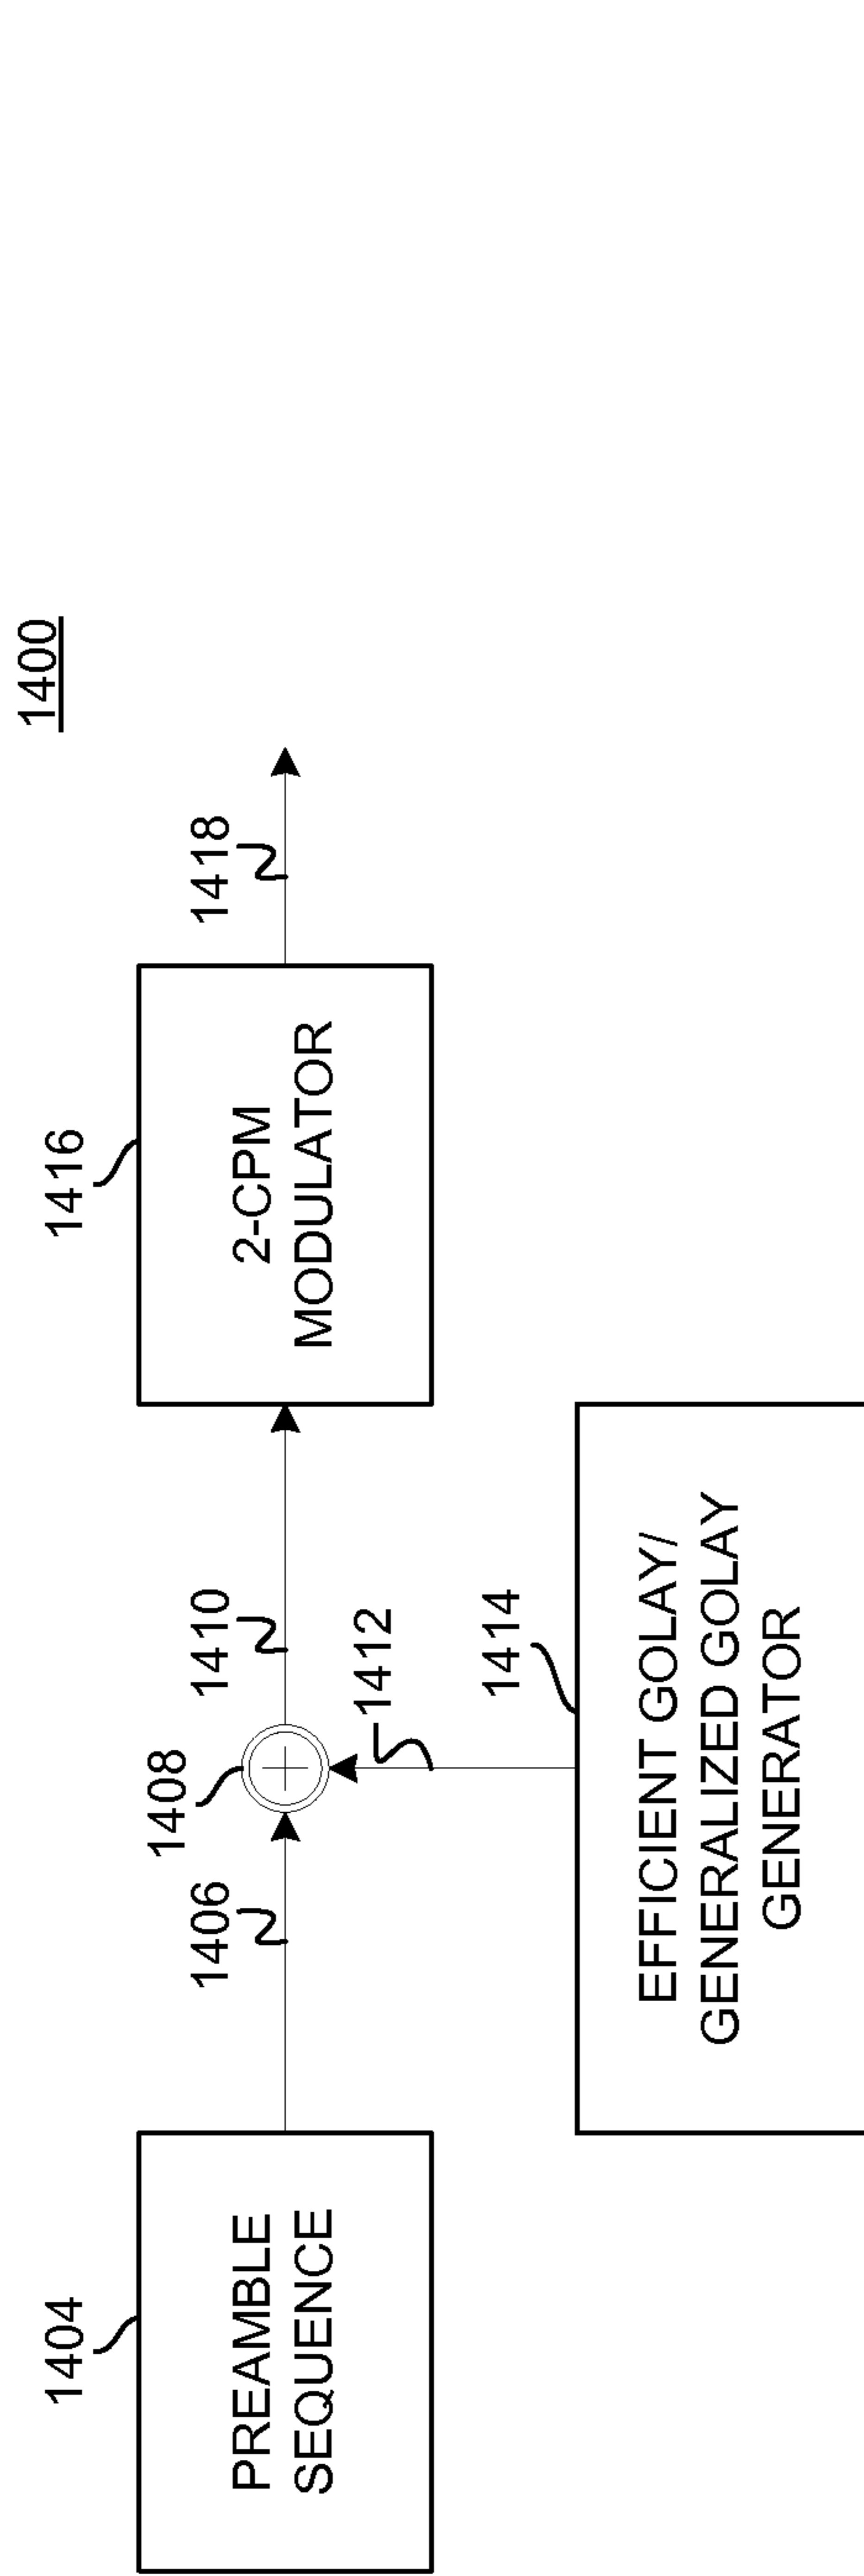 1400
1404
PREAMBLE
SEQUENCE
1406
1408
1410
1412
1414
EFFICIENT GOLAY/
GENERALIZED GOLAY
GENERATOR
1416
2-CPM
MODULATOR
1418